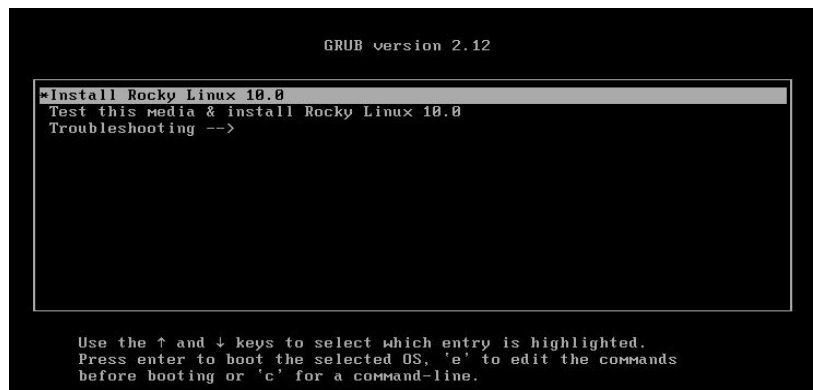 GRUB version 2.12
*Install Rocky Linux 10.0
Test this media & install Rocky Linux 10.0
Troubleshooting -->
Use the ↑ and ↓ keys to select which entry is highlighted.
Press enter to boot the selected OS, 'e' to edit the commands
before booting or 'c' for a command-line.